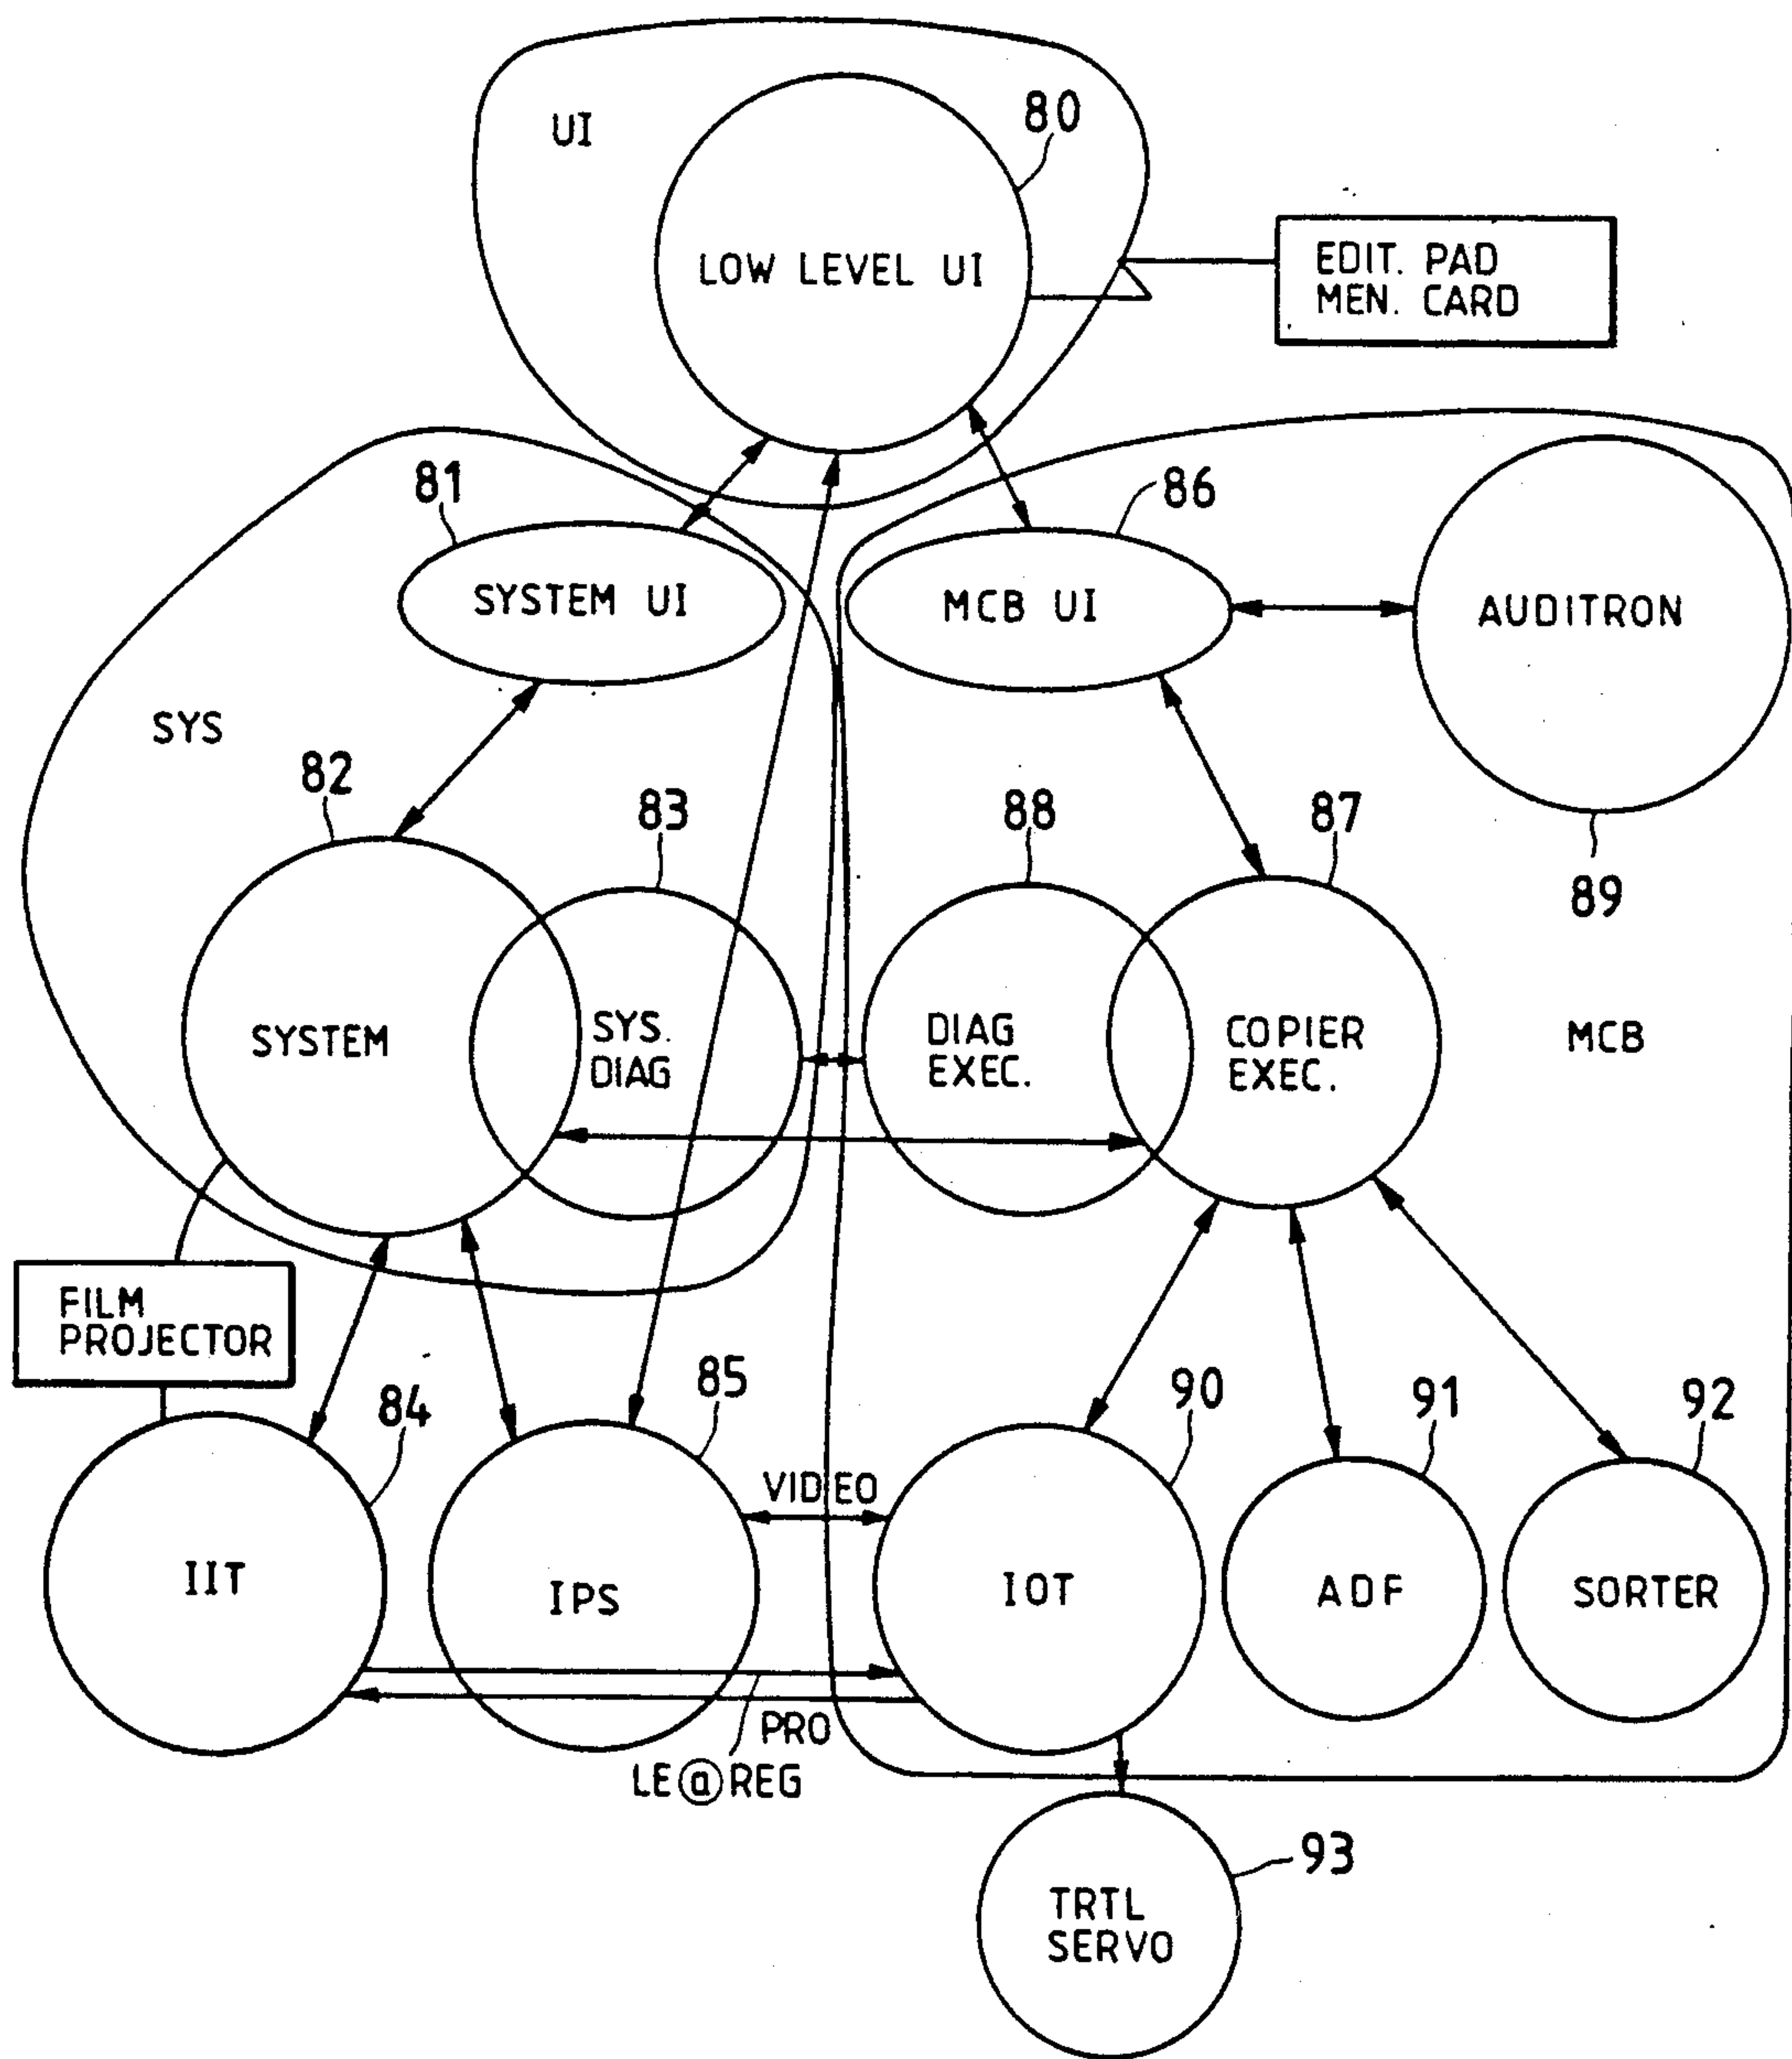 UI
80
LOW LEVEL UI
EDIT. PAD
MEN. CARD
81
86
SYSTEM UI
MCB UI
AUDITRON
SYS
82
83
88
87
89
SYSTEM
SYS.
DIAG
DIAG
EXEC.
COPIER
EXEC.
MCB
FILM
PROJECTOR
84
85
90
91
92
VIDEO
IIT
IPS
IOT
ADF
SORTER
PRO
LE@REG
93
TRTL
SERVO